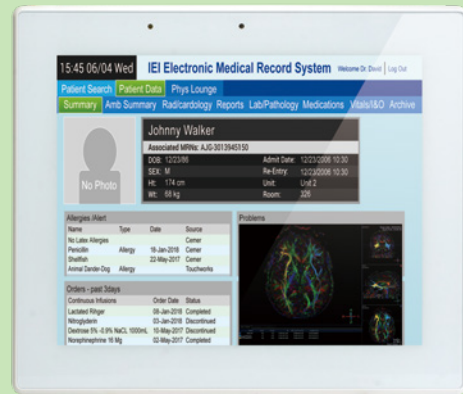 15:45 06/04 Wed IEI Electronic Medical Record System Welcome Dr. David | Log Out
Patient Search Patient Data Phys Lounge
Summary Amb Summary Rad/cardology Reports Lab/Pathology Medications Vitals/I&O Archive
No Photo
Johnny Walker
Associated MRNs: AJG-3013945150
DOB: 12/23/86 Admit Date: 12/23/2006 10:30
SEX: M Re-Entry: 12/23/2006 10:30
Ht: 174 cm Unit: Unit 2
Wt: 68 kg Room: 326
Allergies /Alert
Name Type Date Source
No Latex Allergies Cerner
Penicillin Allergy 18-Jan-2018 Cerner
Shellfish 22-May-2017 Cerner
Animal Dander-Dog Allergy Touchworks
Problems
Orders - past 3days
Continuous Infusions Order Date Status
Lactated Rihger 08-Jan-2018 Completed
Nitroglyderin 03-Jan-2018 Discontinued
Dextrose 5% -0.9% NaCL 1000mL 10-May-2017 Discontinued
Norephinephrine 16 Mg 02-May-2017 Completed